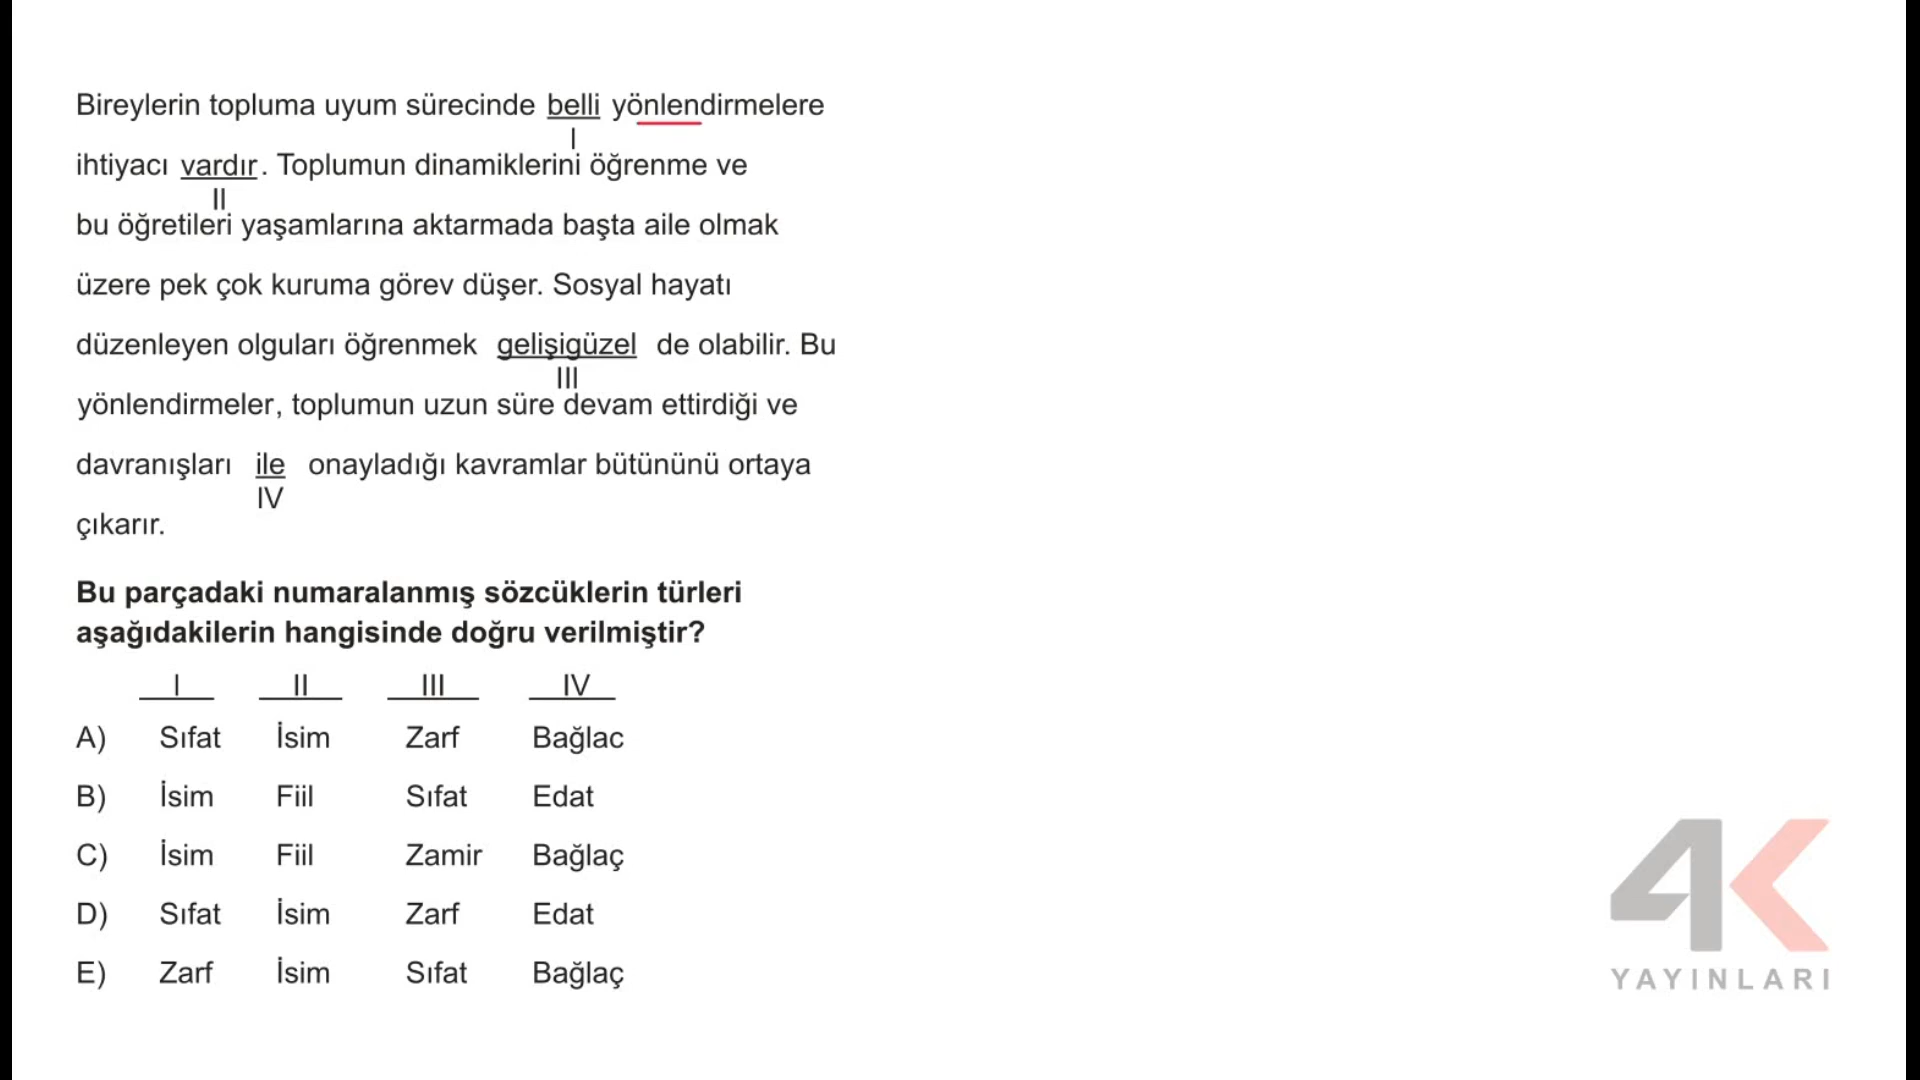 Bireylerin topluma uyum sürecinde belli yönlendirmelere
I
ihtiyacı vardır. Toplumun dinamiklerini öğrenme ve
II
bu öğretileri yaşamlarına aktarmada başta aile olmak
üzere pek çok kuruma görev düşer. Sosyal hayatı
düzenleyen olguları öğrenmek gelişigüzel de olabilir. Bu
III
yönlendirmeler, toplumun uzun süre devam ettirdiği ve
davranışları ile onayladığı kavramlar bütününü ortaya
IV
çıkarır.
Bu parçadaki numaralanmış sözcüklerin türleri
aşağıdakilerin hangisinde doğru verilmiştir?
I II III IV
A) Sıfat İsim Zarf Bağlac
B) İsim Fiil Sıfat Edat
C) İsim Fiil Zamir Bağlaç
D) Sıfat İsim Zarf Edat
E) Zarf İsim Sıfat Bağlaç
4K
YAYINLARI